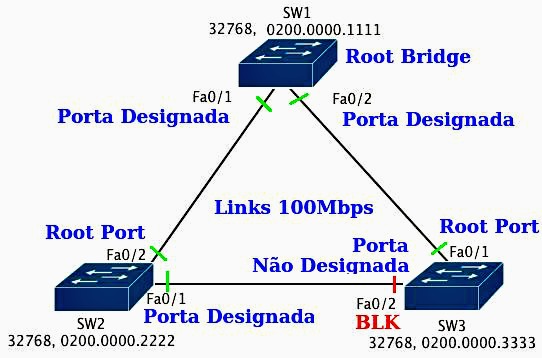 SW1
32768, 0200.0000.1111
Root Bridge
Fa0/1
Fa0/2
Porta Designada
Porta Designada
Links 100Mbps
Root Port
Root Port
Fa0/2
Fa0/1
Porta
Não Designada
Fa0/1
Fa0/2
Porta Designada
BLK
SW2
SW3
32768, 0200.0000.2222
32768, 0200.0000.3333